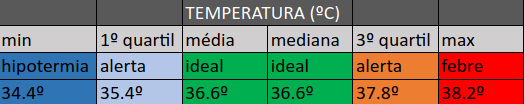 TEMPERATURA (ºC)
min 1º quartil média mediana 3º quartil max
hipotermia alerta ideal ideal alerta febre
34.4º 35.4º 36.6º 36.6º 37.8º 38.2º